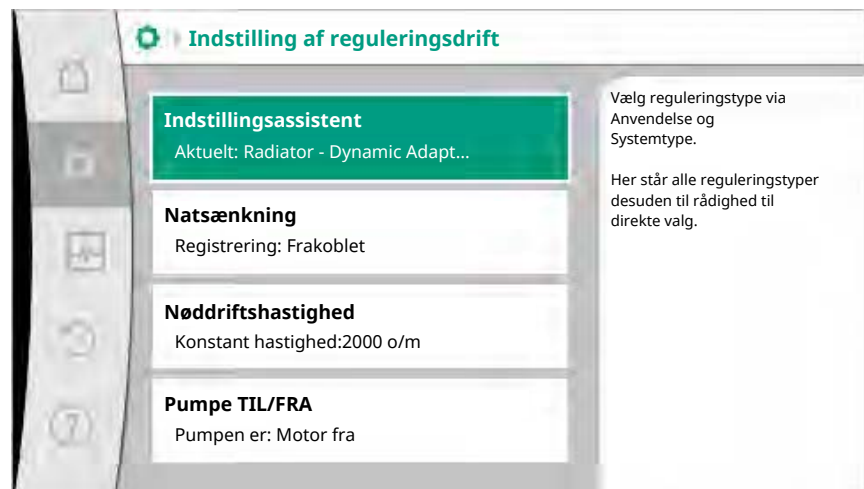 Indstilling af reguleringsdrift
Indstillingsassistent
Aktuelt: Radiator - Dynamic Adapt...
Natsænkning
Registrering: Frakoblet
Nøddriftshastighed
Konstant hastighed:2000 o/m
Pumpe TIL/FRA
Pumpen er: Motor fra
Vælg reguleringstype via
Anvendelse og
Systemtype.
Her står alle reguleringstyper
desuden til rådighed til
direkte valg.